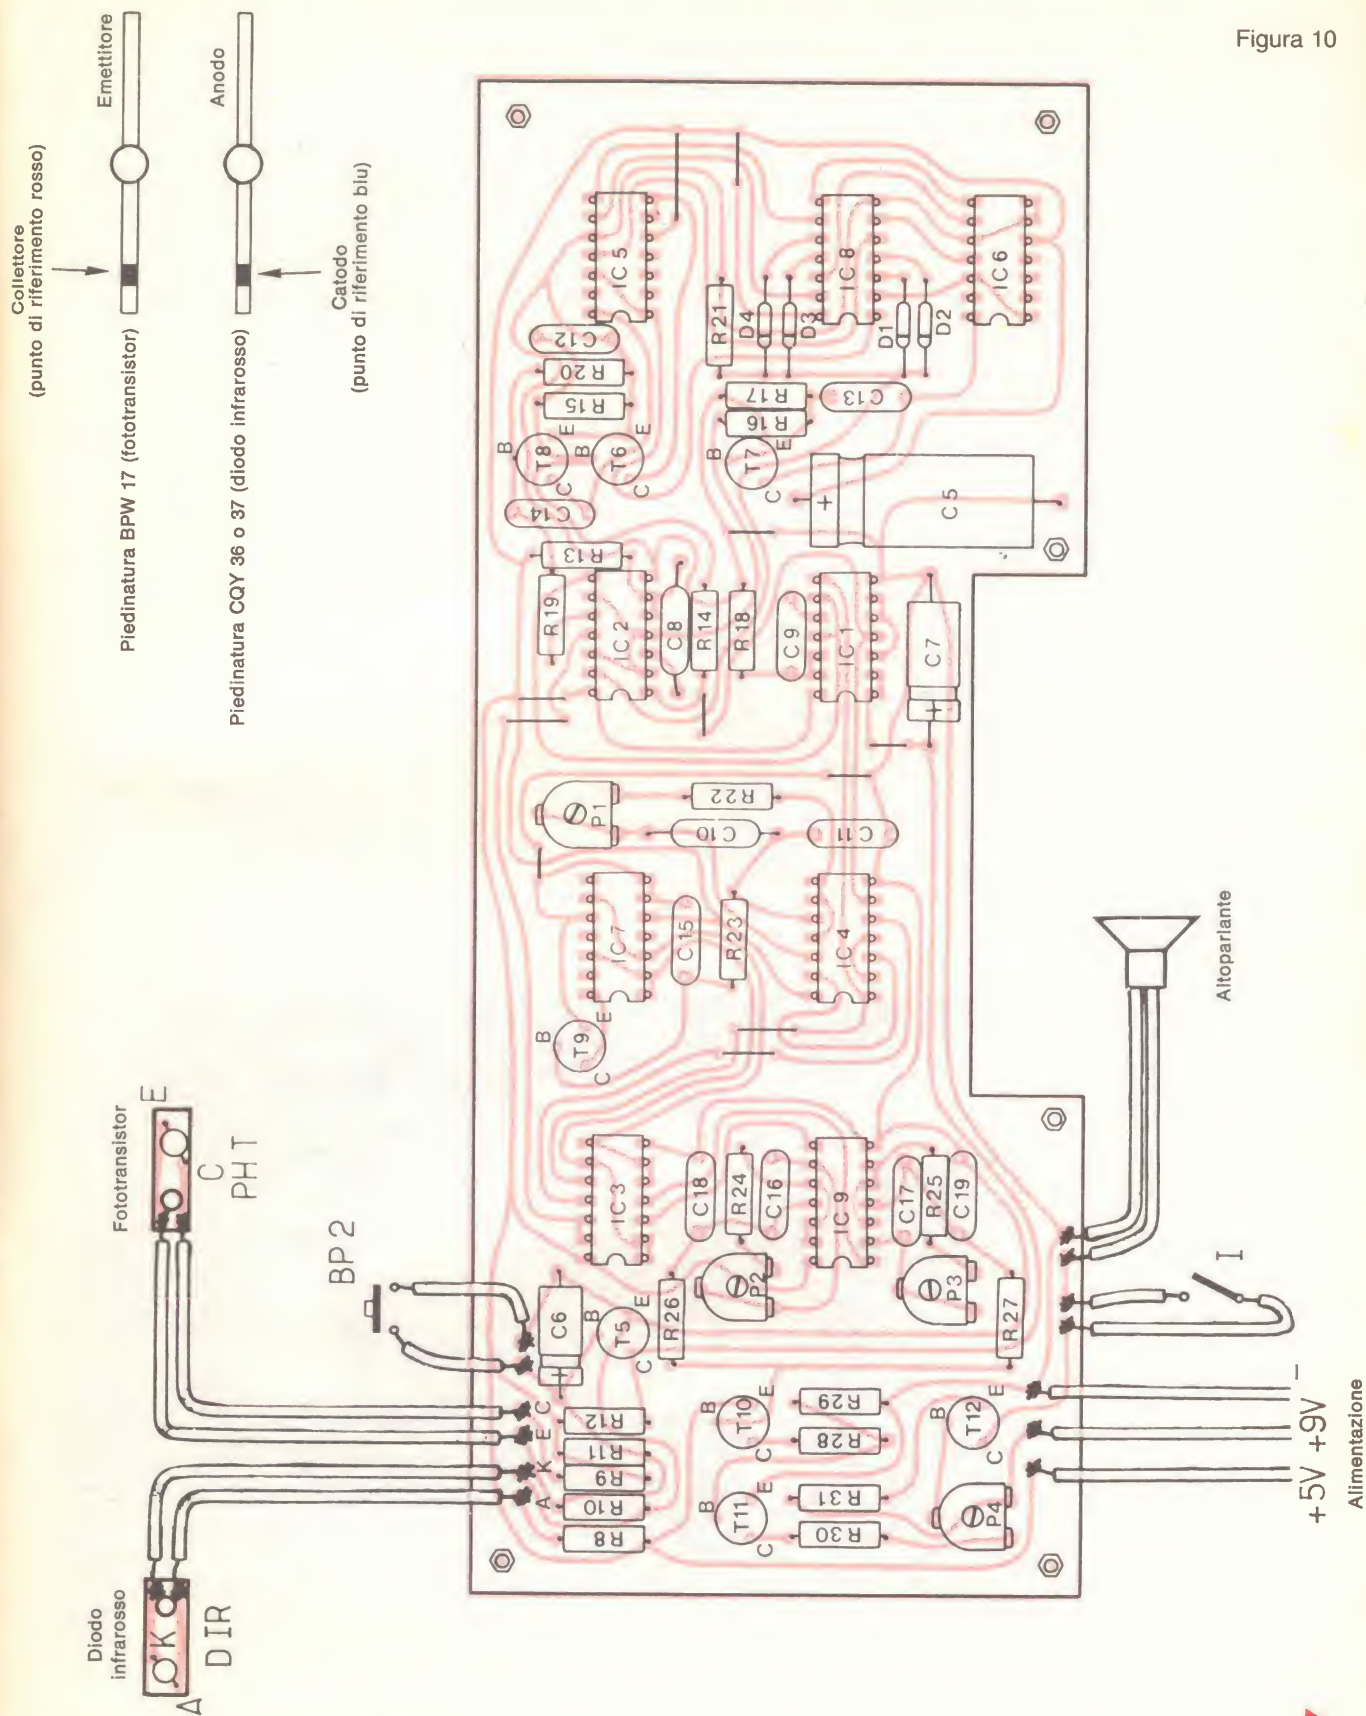 Figura 10
Collettore
(punto di riferimento rosso)
Emettitore
Piedinatura BPW 17 (fototransistor)
Anodo
Piedinatura CQY 36 o 37 (diodo infrarosso)
Catodo
(punto di riferimento blu)
IC 5
IC 8
IC 6
C12
R20
R15
R21
D4
D3
D1
D2
R17
R16
C13
B
T8
E
C
B
T6
E
C
B
T7
E
C
C14
+
C5
R13
R19
IC 2
C8
R14
R18
C9
IC 1
C7
+
P1
R22
C10
C11
IC 7
C15
R23
IC 4
B
T9
E
C
Altoparlante
Fototransistor
E
C
PHT
BP2
IC 3
C18
R24
C16
IC 9
C17
R25
C19
C6
+
B
T5
E
C
R26
P2
P3
R27
I
C
E
K
A
R12
R11
R9
R10
R8
B
T10
E
C
R29
R28
B
T12
E
C
B
T11
E
C
R31
R30
P4
Diodo
infrarosso
K
A
DIR
+5V +9V −
Alimentazione